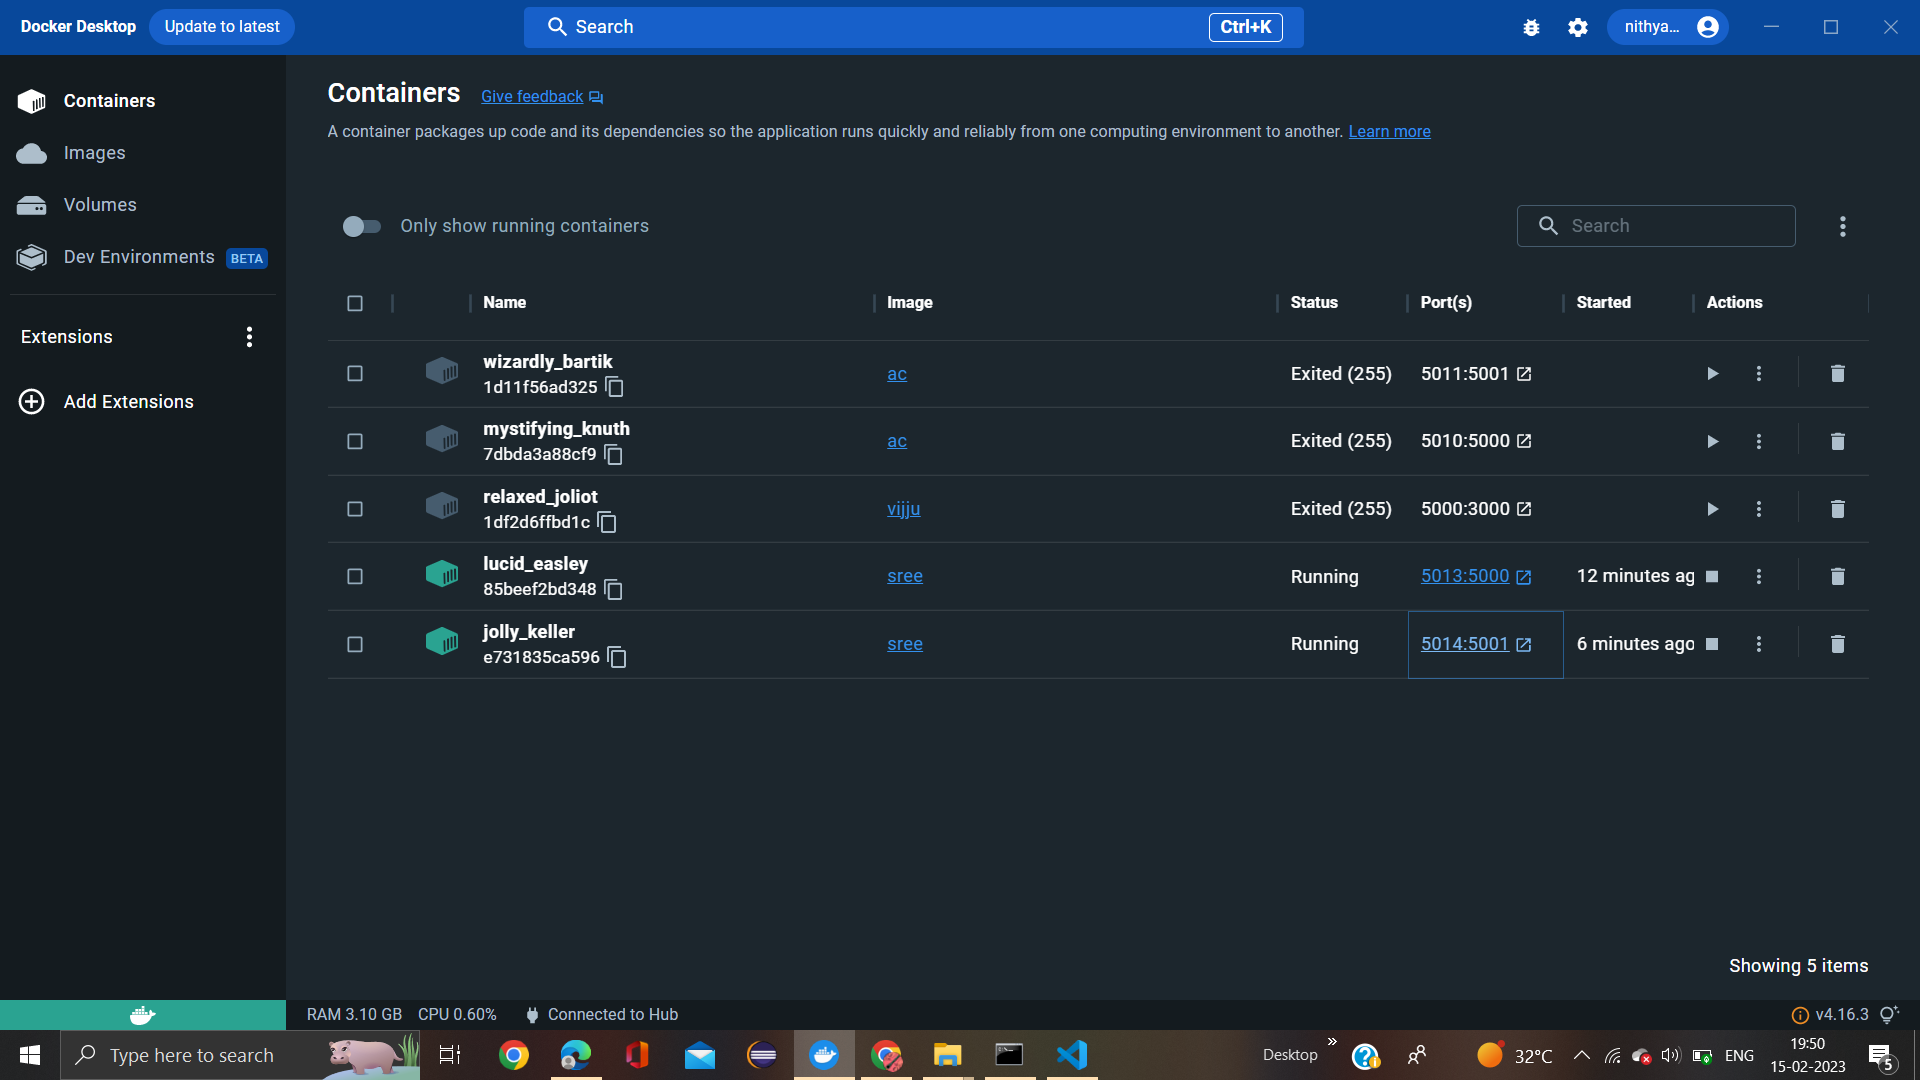 Docker Desktop Update to latest Search Ctrl+K nithya...
Containers
Images
Volumes
Dev Environments BETA
Extensions
Add Extensions
Containers Give feedback
A container packages up code and its dependencies so the application runs quickly and reliably from one computing environment to another. Learn more
Only show running containers Search
Name Image Status Port(s) Started Actions
wizardly_bartik
1d11f56ad325 ac Exited (255) 5011:5001
mystifying_knuth
7dbda3a88cf9 ac Exited (255) 5010:5000
relaxed_joliot
1df2d6ffbd1c vijju Exited (255) 5000:3000
lucid_easley
85beef2bd348 sree Running 5013:5000 12 minutes ag
jolly_keller
e731835ca596 sree Running 5014:5001 6 minutes ago
Showing 5 items
RAM 3.10 GB CPU 0.60% Connected to Hub v4.16.3
Type here to search Desktop » 32°C ENG 19:50
15-02-2023 5